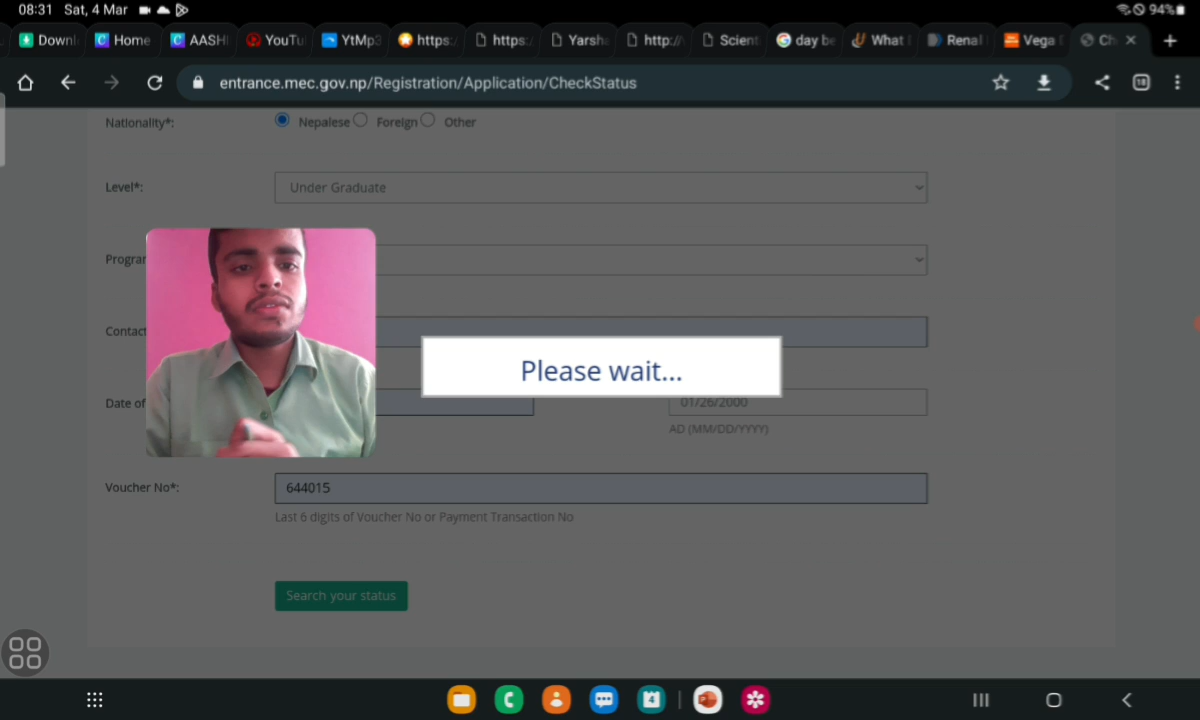 08:31 Sat, 4 Mar 94%
Downl Home AASHI YouTu YtMp3 https:/ https:/ Yarsha http:// Scient day be What Renal Vega Ch
entrance.mec.gov.np/Registration/Application/CheckStatus 18
Nationality*: Nepalese Foreign Other
Level*: Under Graduate
Program
Contact
Please wait...
Date of 01/26/2000
AD (MM/DD/YYYY)
Voucher No*: 644015
Last 6 digits of Voucher No or Payment Transaction No
Search your status
4